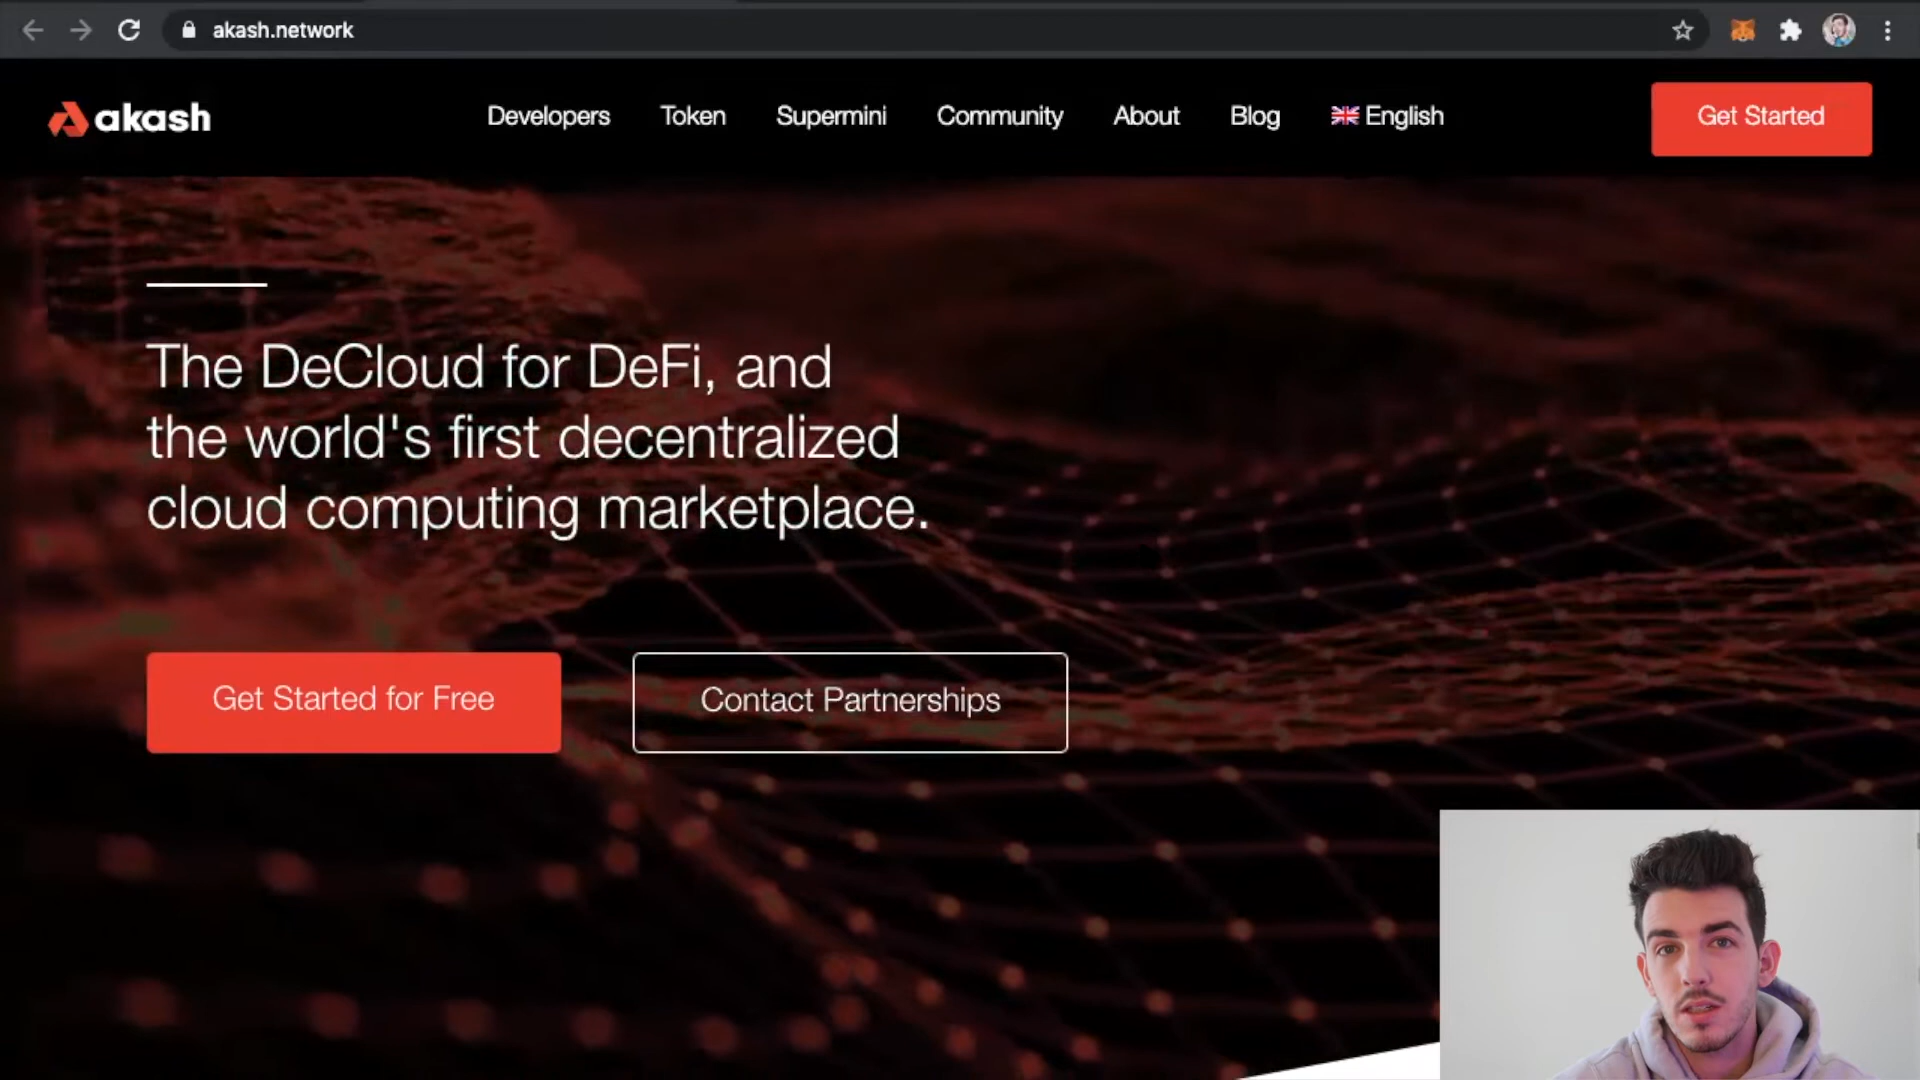 akash.network
akash
Developers
Token
Supermini
Community
About
Blog
English
Get Started
The DeCloud for DeFi, and
the world's first decentralized
cloud computing marketplace.
Get Started for Free
Contact Partnerships